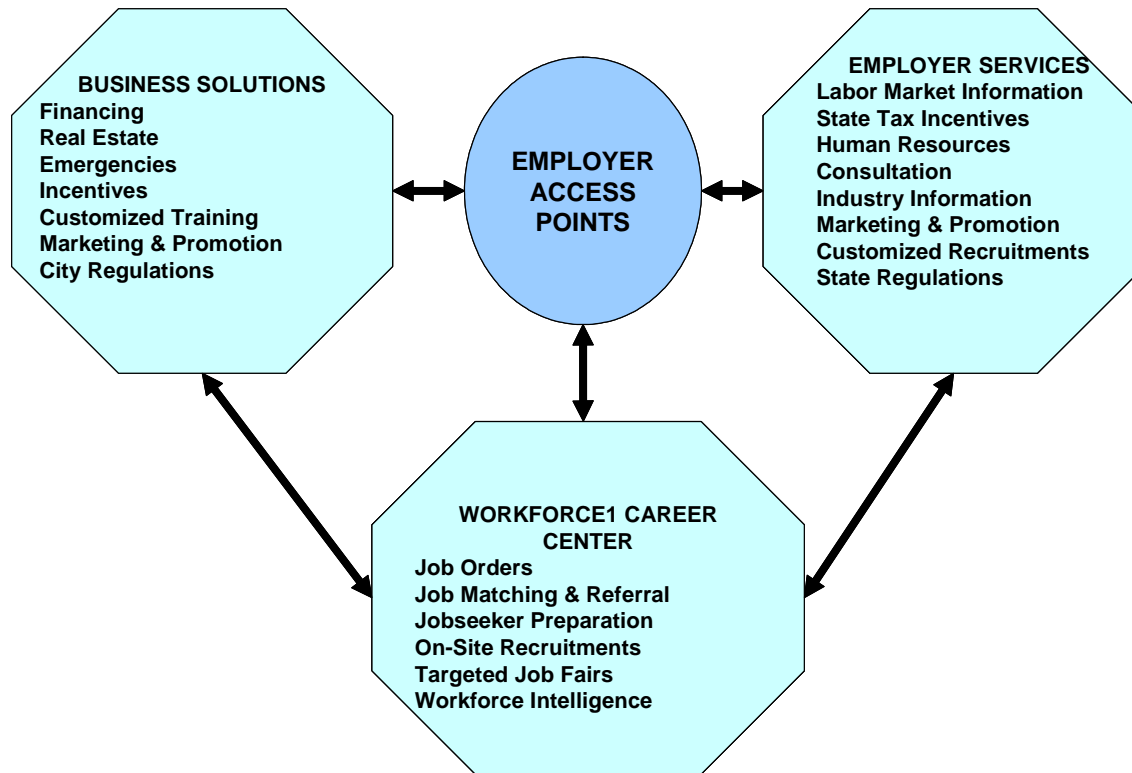 BUSINESS SOLUTIONS
Financing
Real Estate
Emergencies
Incentives
Customized Training
Marketing & Promotion
City Regulations
EMPLOYER
ACCESS
POINTS
EMPLOYER SERVICES
Labor Market Information
State Tax Incentives
Human Resources
Consultation
Industry Information
Marketing & Promotion
Customized Recruitments
State Regulations
WORKFORCE1 CAREER
CENTER
Job Orders
Job Matching & Referral
Jobseeker Preparation
On-Site Recruitments
Targeted Job Fairs
Workforce Intelligence